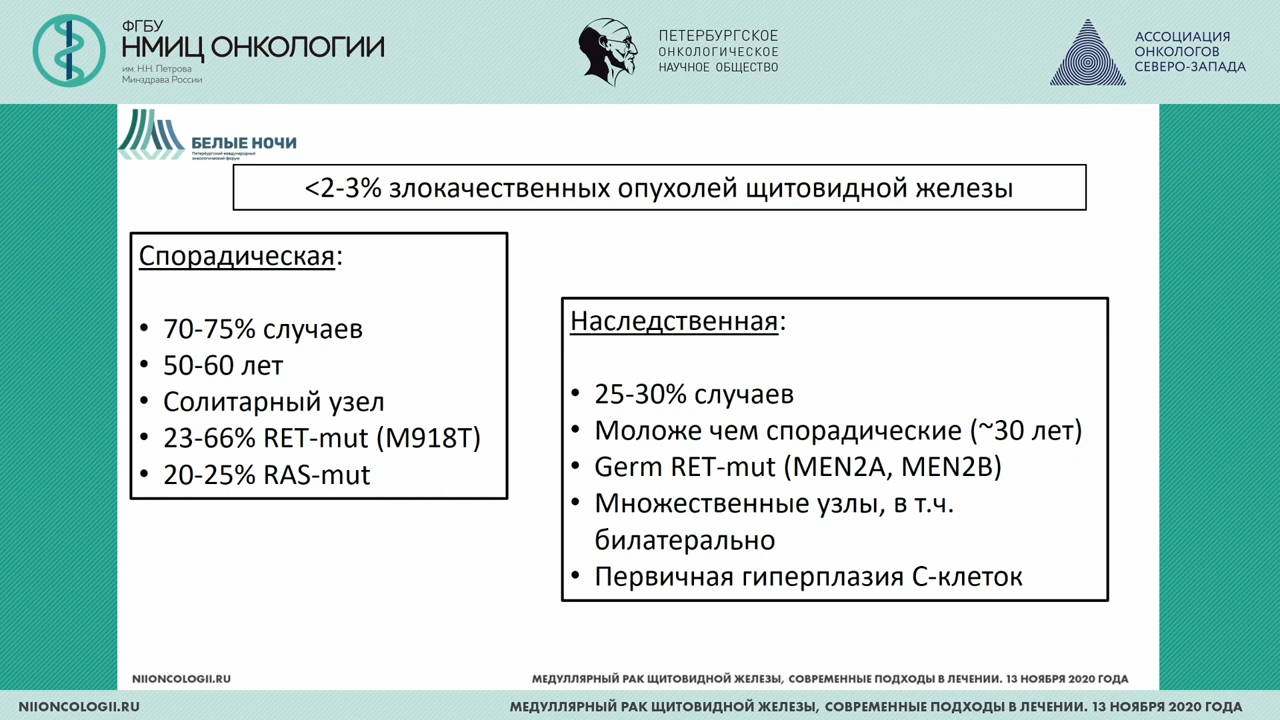 ФГБУ
НМИЦ ОНКОЛОГИИ
им. Н.Н. Петрова
Минздрава России
ПЕТЕРБУРГСКОЕ
ОНКОЛОГИЧЕСКОЕ
НАУЧНОЕ ОБЩЕСТВО
АССОЦИАЦИЯ
ОНКОЛОГОВ
СЕВЕРО-ЗАПАДА
БЕЛЫЕ НОЧИ
Петербургский международный
онкологический форум
<2-3% злокачественных опухолей щитовидной железы
Спорадическая:
• 70-75% случаев
• 50-60 лет
• Солитарный узел
• 23-66% RET-mut (M918T)
• 20-25% RAS-mut
Наследственная:
• 25-30% случаев
• Моложе чем спорадические (~30 лет)
• Germ RET-mut (MEN2A, MEN2B)
• Множественные узлы, в т.ч.
билатерально
• Первичная гиперплазия С-клеток
NIIONCOLOGII.RU
МЕДУЛЛЯРНЫЙ РАК ЩИТОВИДНОЙ ЖЕЛЕЗЫ, СОВРЕМЕННЫЕ ПОДХОДЫ В ЛЕЧЕНИИ. 13 НОЯБРЯ 2020 ГОДА
NIIONCOLOGII.RU
МЕДУЛЛЯРНЫЙ РАК ЩИТОВИДНОЙ ЖЕЛЕЗЫ, СОВРЕМЕННЫЕ ПОДХОДЫ В ЛЕЧЕНИИ. 13 НОЯБРЯ 2020 ГОДА